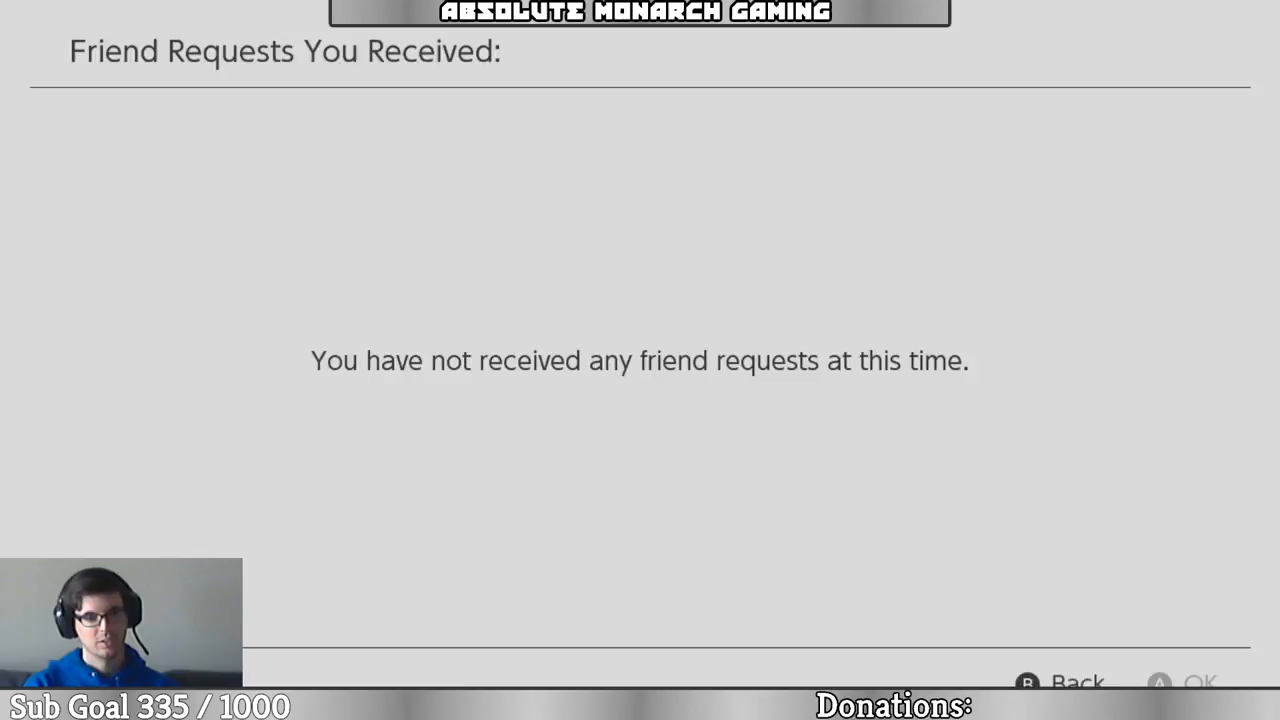 ABSOLUTE MONARCH GAMING
Friend Requests You Received:
You have not received any friend requests at this time.
B Back A OK
Sub Goal 335 / 1000 Donations: